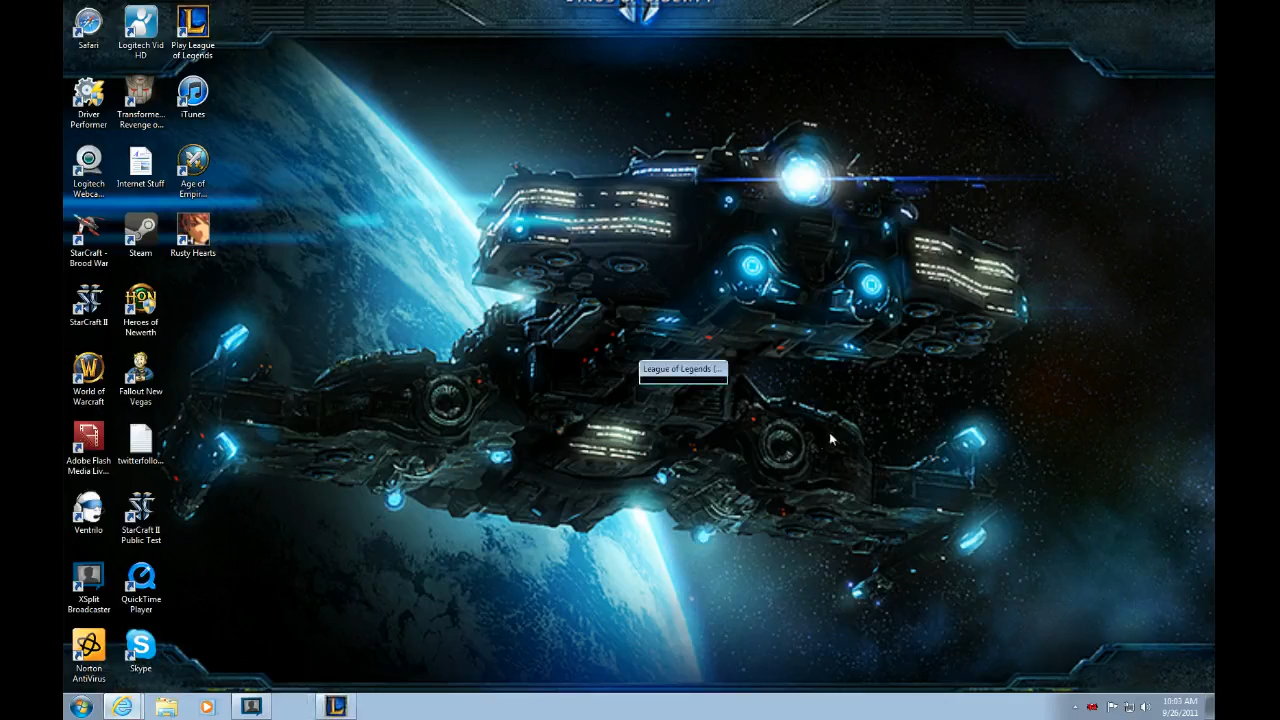 Safari
Logitech Vid
HD
Play League
of Legends
Driver
Performer
Transforme...
Revenge o...
iTunes
Logitech
Webca...
Internet Stuff
Age of
Empir...
StarCraft -
Brood War
Steam
Rusty Hearts
StarCraft II
Heroes of
Newerth
HON
World of
Warcraft
Fallout New
Vegas
League of Legends (...
Adobe Flash
Media Liv...
twitterfollo...
Ventrilo
StarCraft II
Public Test
XSplit
Broadcaster
QuickTime
Player
Norton
AntiVirus
Skype
10:03 AM
9/26/2011